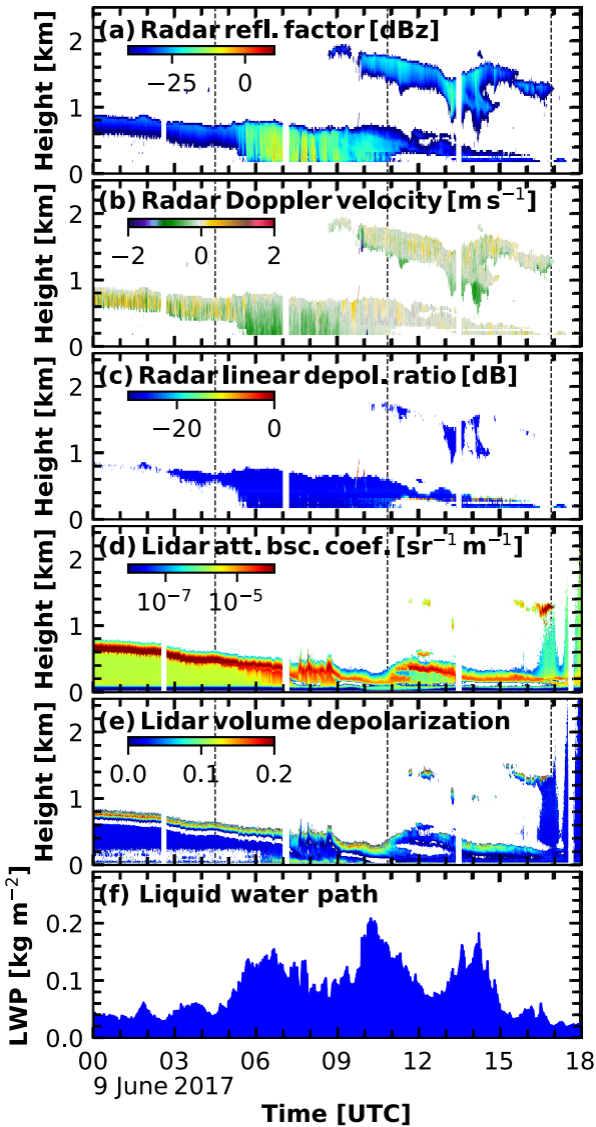 (a) Radar refl. factor [dBz]
−25 0
Height [km]
2
1
0
(b) Radar Doppler velocity [m s⁻¹]
−2 0 2
Height [km]
2
1
0
(c) Radar linear depol. ratio [dB]
−20 0
Height [km]
2
1
0
(d) Lidar att. bsc. coef. [sr⁻¹ m⁻¹]
10⁻⁷ 10⁻⁵
Height [km]
2
1
0
(e) Lidar volume depolarization
0.0 0.1 0.2
Height [km]
2
1
0
(f) Liquid water path
LWP [kg m⁻²]
0.2
0.1
0.0
00 03 06 09 12 15 18
9 June 2017
Time [UTC]